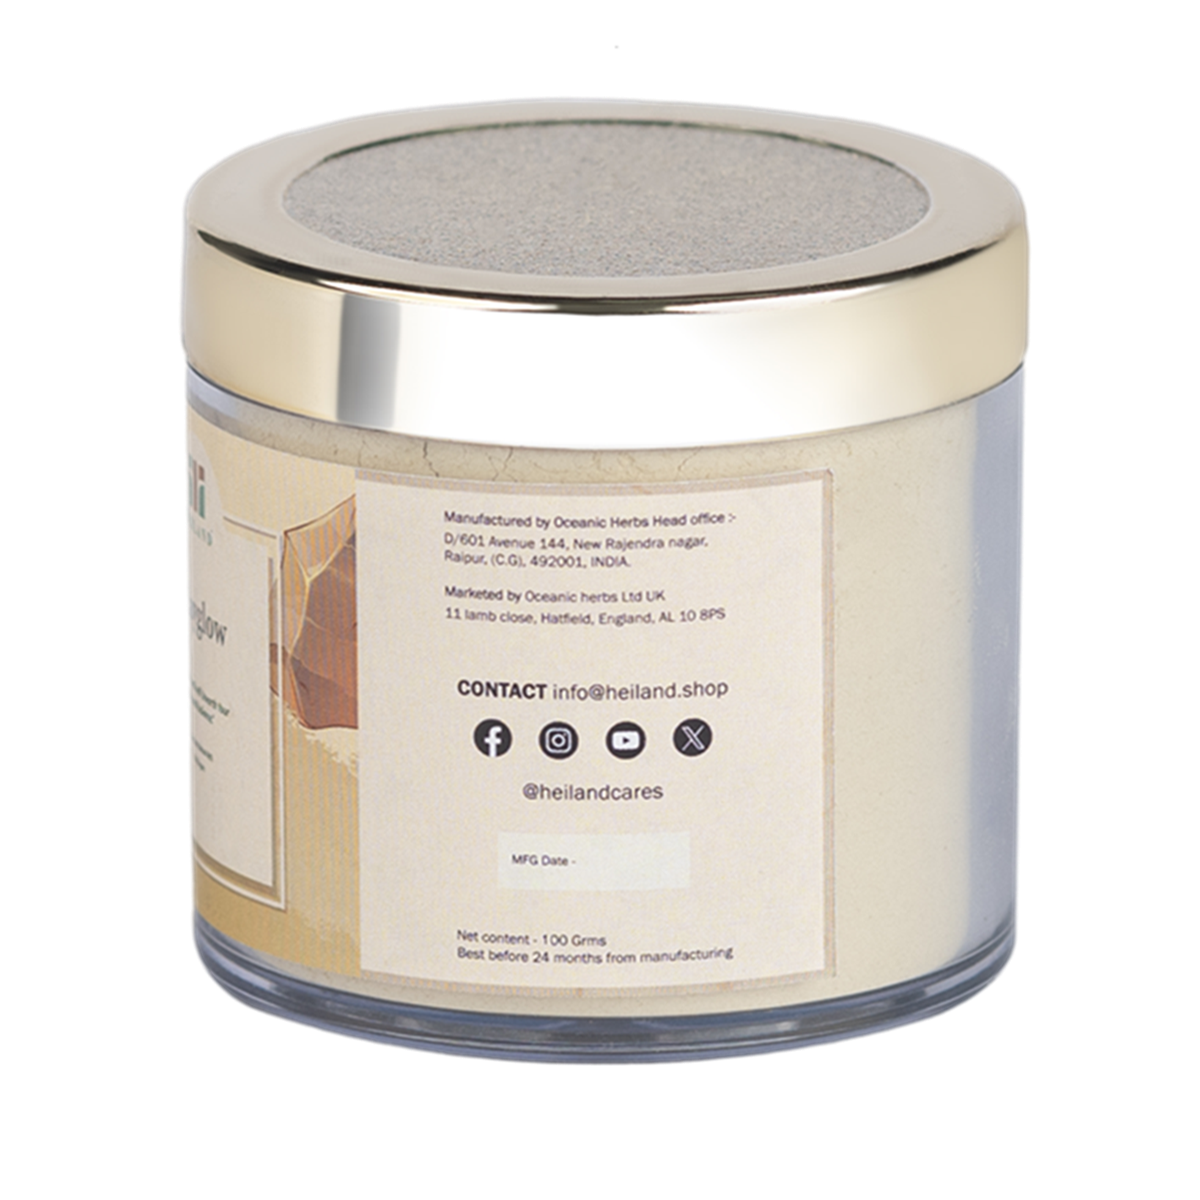 Manufactured by Oceanic Herbs Head office :-
D/601 Avenue 144, New Rajendra nagar,
Raipur, (C.G), 492001, INDIA.
Marketed by Oceanic herbs Ltd UK
11 lamb close, Hatfield, England, AL 10 8PS
CONTACT info@heiland.shop
@heilandcares
MFG Date -
Net content - 100 Grms
Best before 24 months from manufacturing